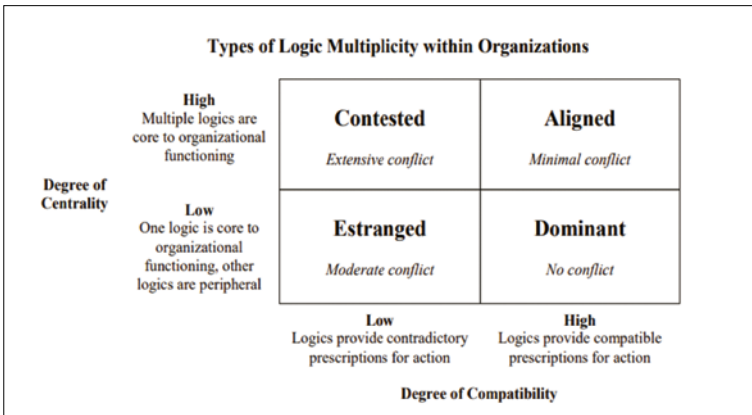 Types of Logic Multiplicity within Organizations
High
Multiple logics are
core to organizational
functioning
Contested
Extensive conflict
Aligned
Minimal conflict
Degree of
Centrality
Low
One logic is core to
organizational
functioning, other
logics are peripheral
Estranged
Moderate conflict
Dominant
No conflict
Low
Logics provide contradictory
prescriptions for action
High
Logics provide compatible
prescriptions for action
Degree of Compatibility